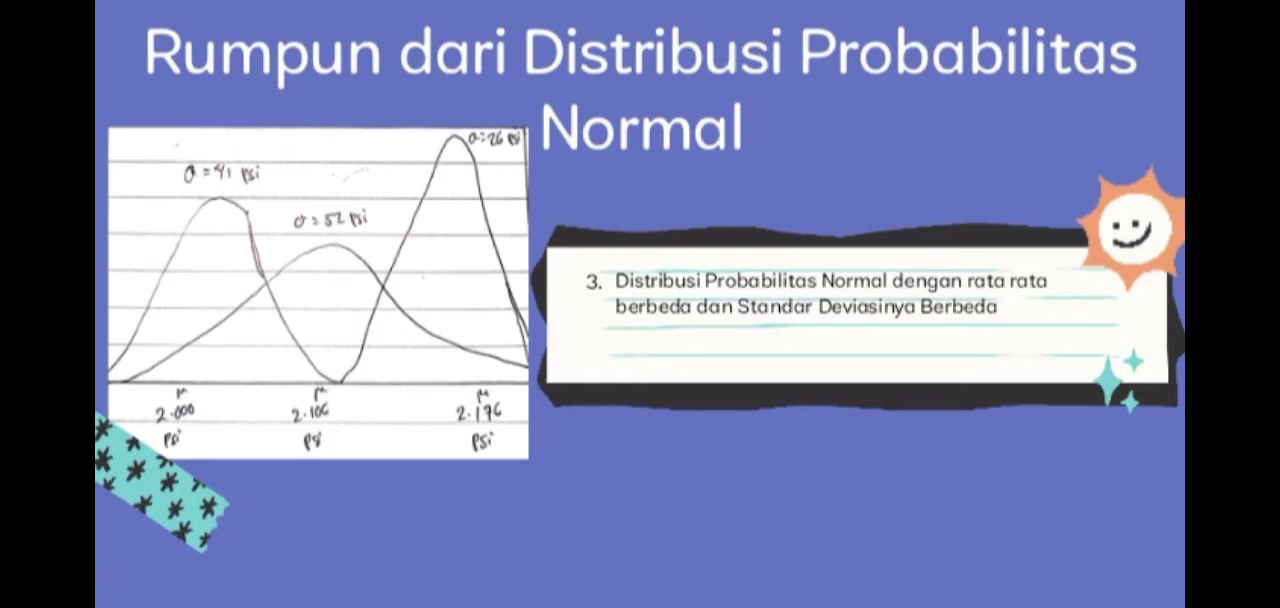 Rumpun dari Distribusi Probabilitas
Normal
σ = 26 psi
σ = 41 psi
σ = 52 psi
3. Distribusi Probabilitas Normal dengan rata rata
berbeda dan Standar Deviasinya Berbeda
μ μ μ
2.000 2.106 2.176
psi psi psi